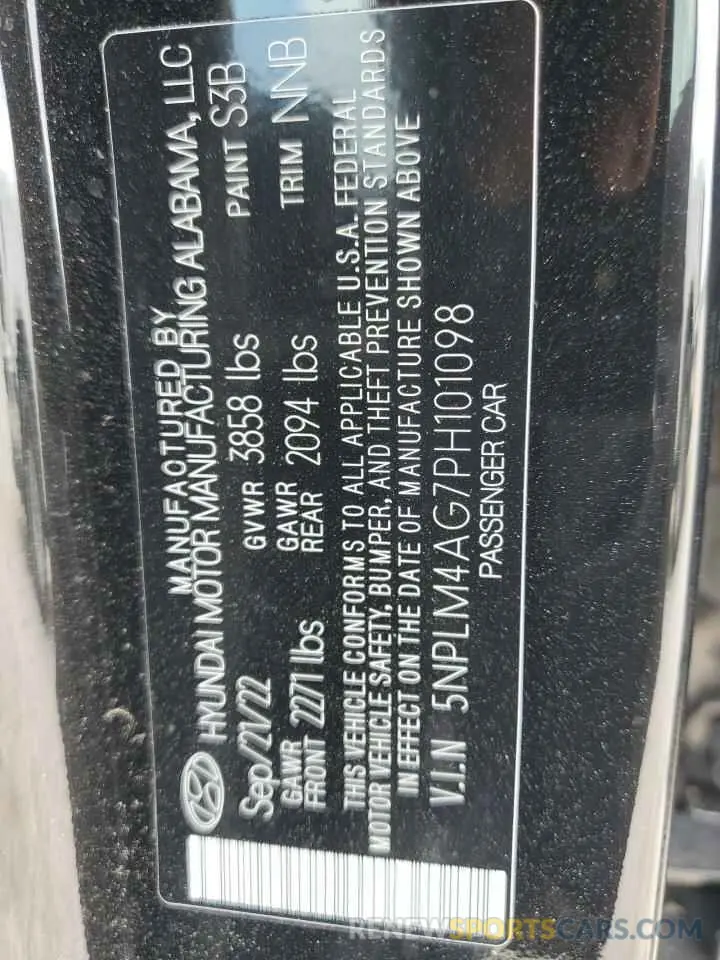 MANUFACTURED BY
HYUNDAI MOTOR MANUFACTURING ALABAMA, LLC
Sep/21/22 GVWR 3858 lbs PAINT S3B
GAWR FRONT 2271 lbs GAWR REAR 2094 lbs TRIM NNB
THIS VEHICLE CONFORMS TO ALL APPLICABLE U.S.A. FEDERAL
MOTOR VEHICLE SAFETY, BUMPER, AND THEFT PREVENTION STANDARDS
IN EFFECT ON THE DATE OF MANUFACTURE SHOWN ABOVE
V.I.N 5NPLM4AG7PH101098
PASSENGER CAR
RENEWSPORTSCARS.COM